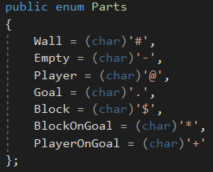 public enum Parts
{
Wall = (char)'#',
Empty = (char)'-',
Player = (char)'@',
Goal = (char)'.',
Block = (char)'$',
BlockOnGoal = (char)'*',
PlayerOnGoal = (char)'+'
};